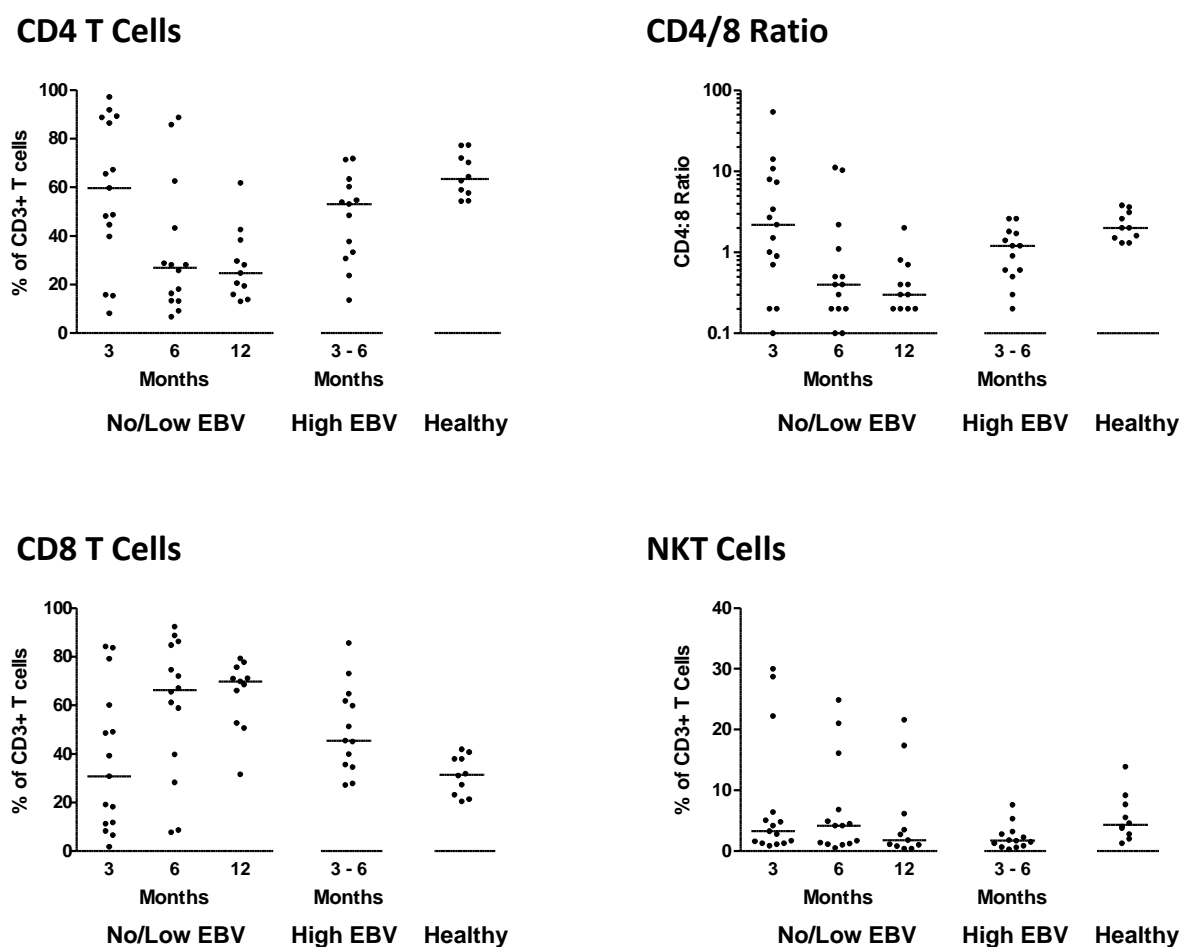 CD4 T Cells
% of CD3+ T cells
100
80
60
40
20
0
3 6 12 3 - 6
Months Months
No/Low EBV High EBV Healthy
CD4/8 Ratio
CD4:8 Ratio
100
10
1
0.1
3 6 12 3 - 6
Months Months
No/Low EBV High EBV Healthy
CD8 T Cells
% of CD3+ T cells
100
80
60
40
20
0
3 6 12 3 - 6
Months Months
No/Low EBV High EBV Healthy
NKT Cells
% of CD3+ T Cells
40
30
20
10
0
3 6 12 3 - 6
Months Months
No/Low EBV High EBV Healthy